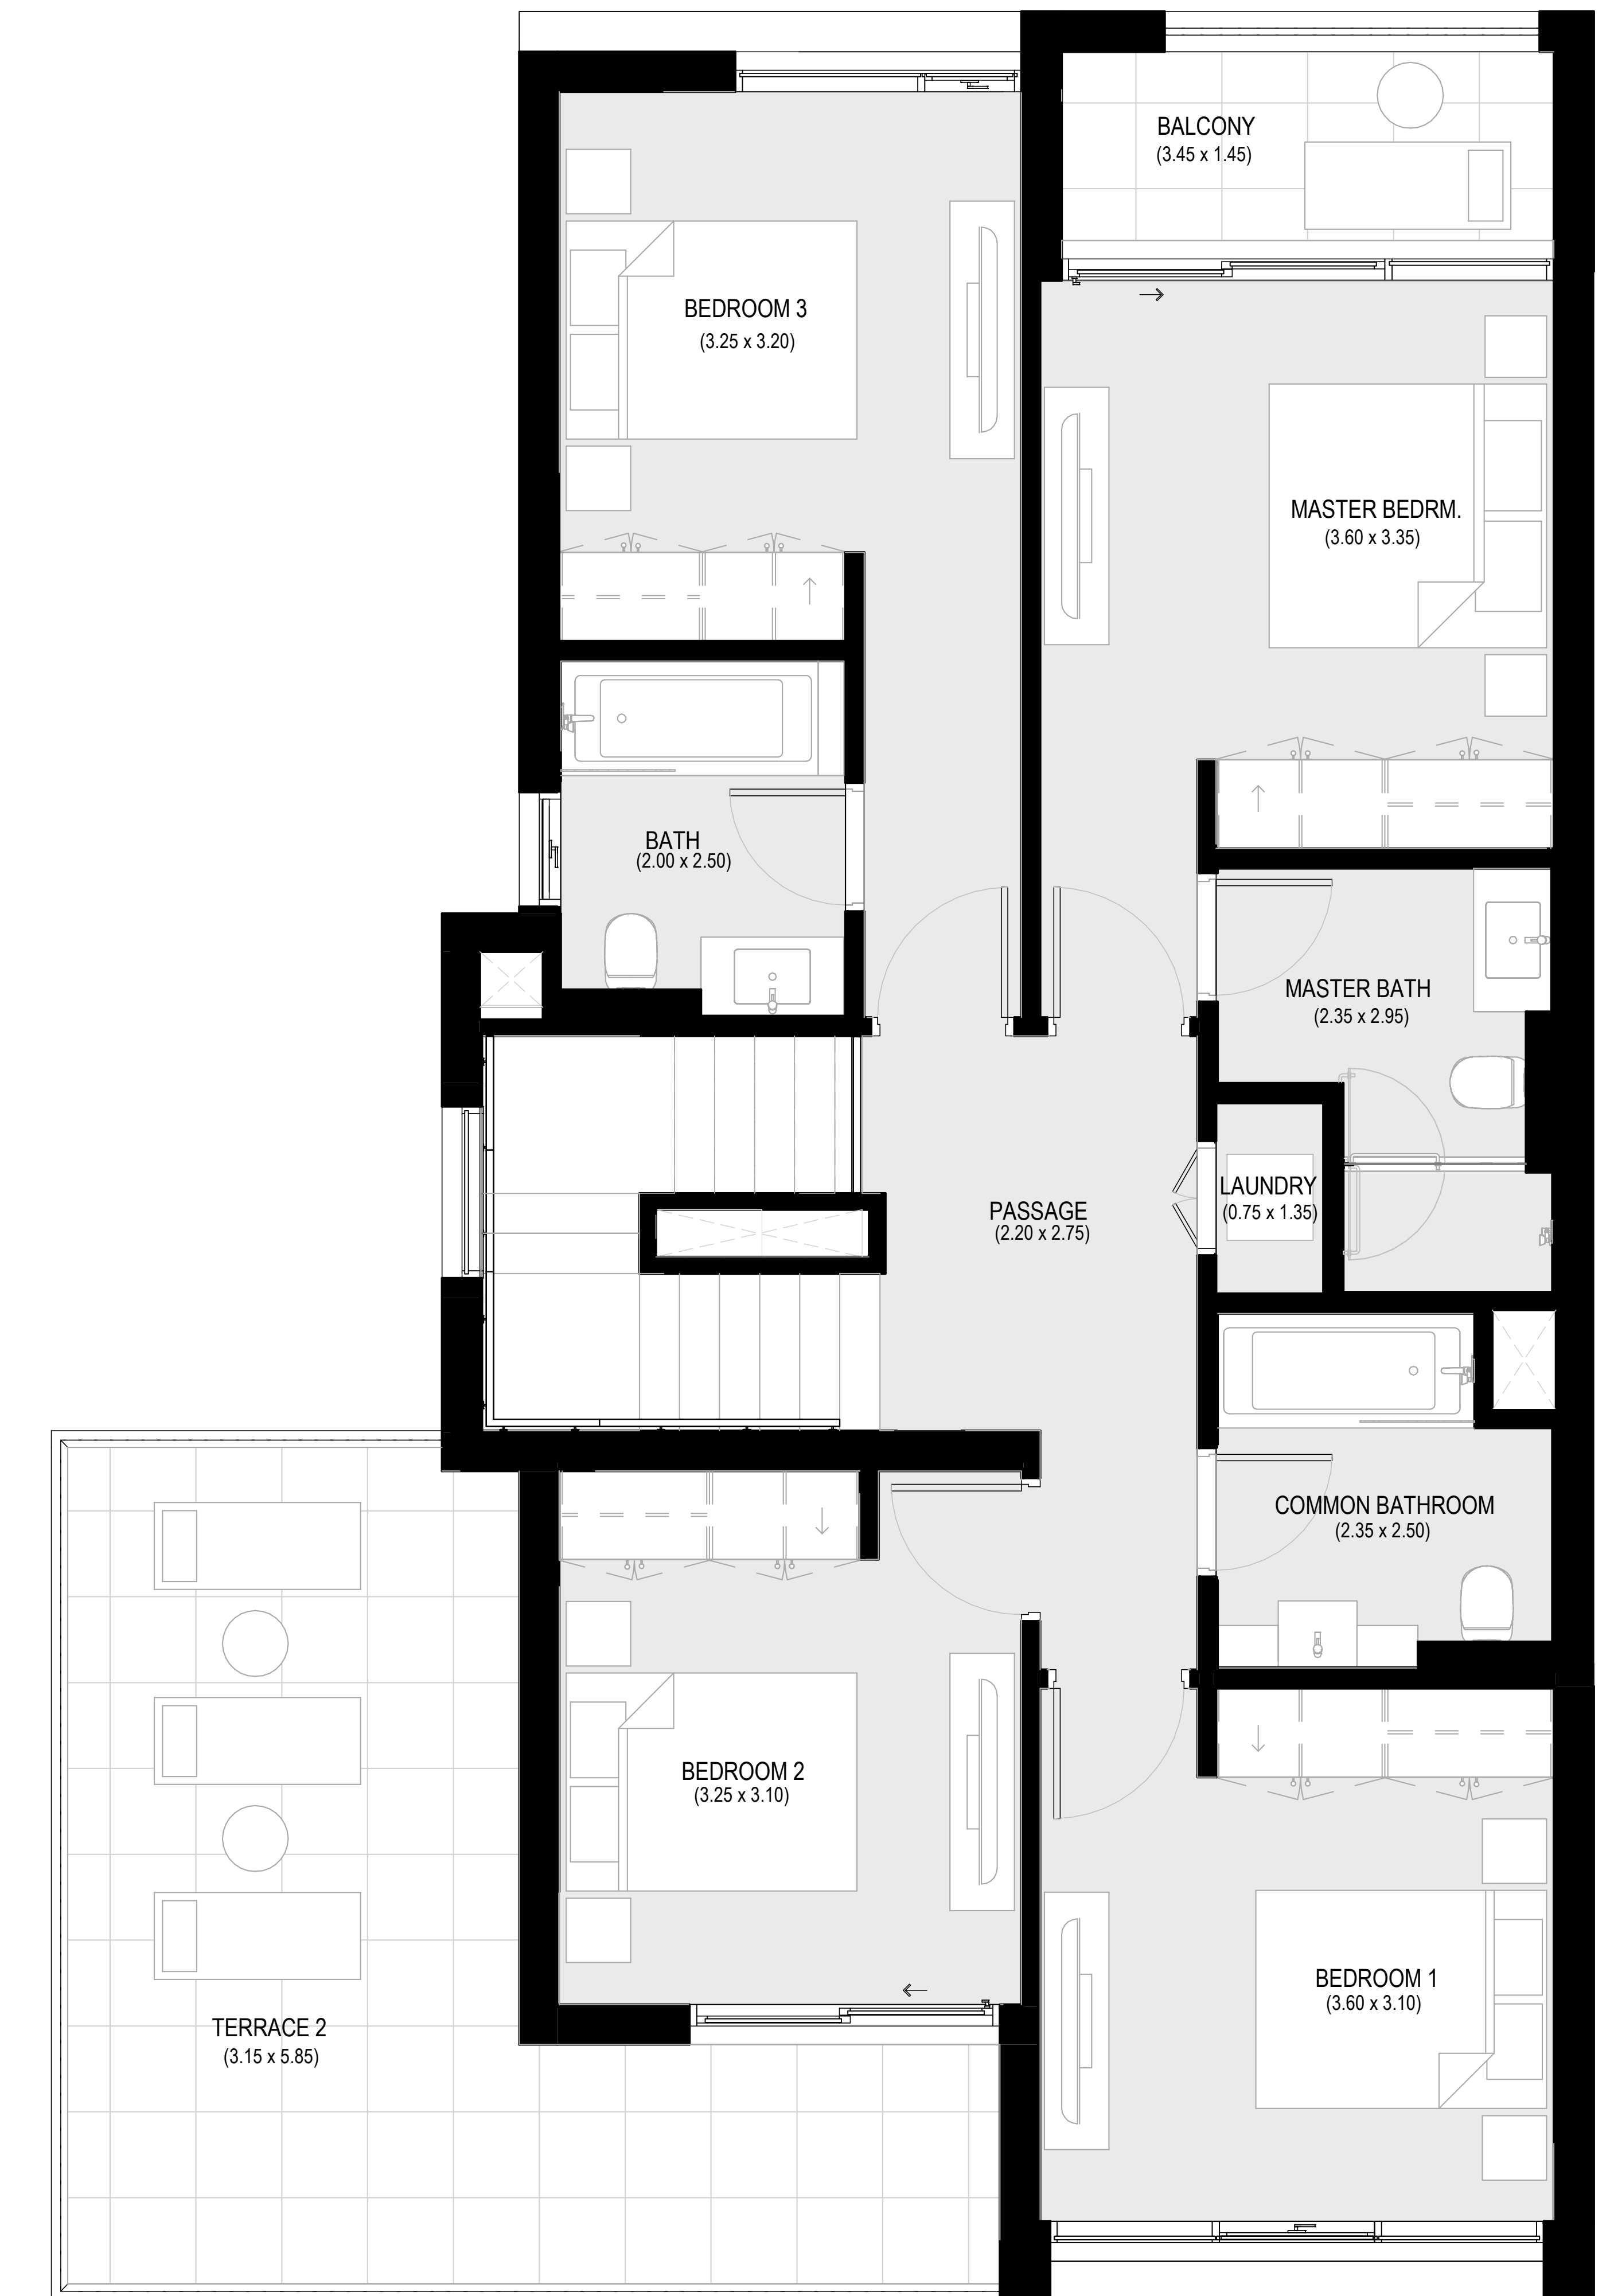 BALCONY
(3.45 x 1.45)
BEDROOM 3
(3.25 x 3.20)
MASTER BEDRM.
(3.60 x 3.35)
BATH
(2.00 x 2.50)
MASTER BATH
(2.35 x 2.95)
LAUNDRY
(0.75 x 1.35)
PASSAGE
(2.20 x 2.75)
COMMON BATHROOM
(2.35 x 2.50)
BEDROOM 2
(3.25 x 3.10)
BEDROOM 1
(3.60 x 3.10)
TERRACE 2
(3.15 x 5.85)